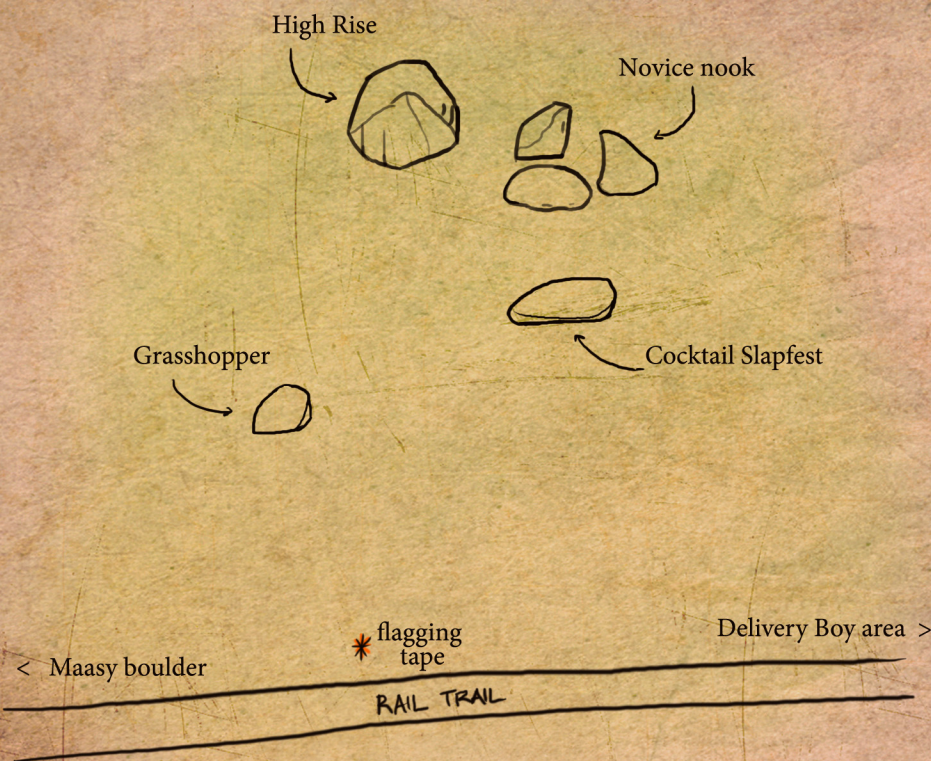 High Rise
Novice nook
Grasshopper
Cocktail Slapfest
flagging
tape
Delivery Boy area >
< Maasy boulder
RAIL TRAIL